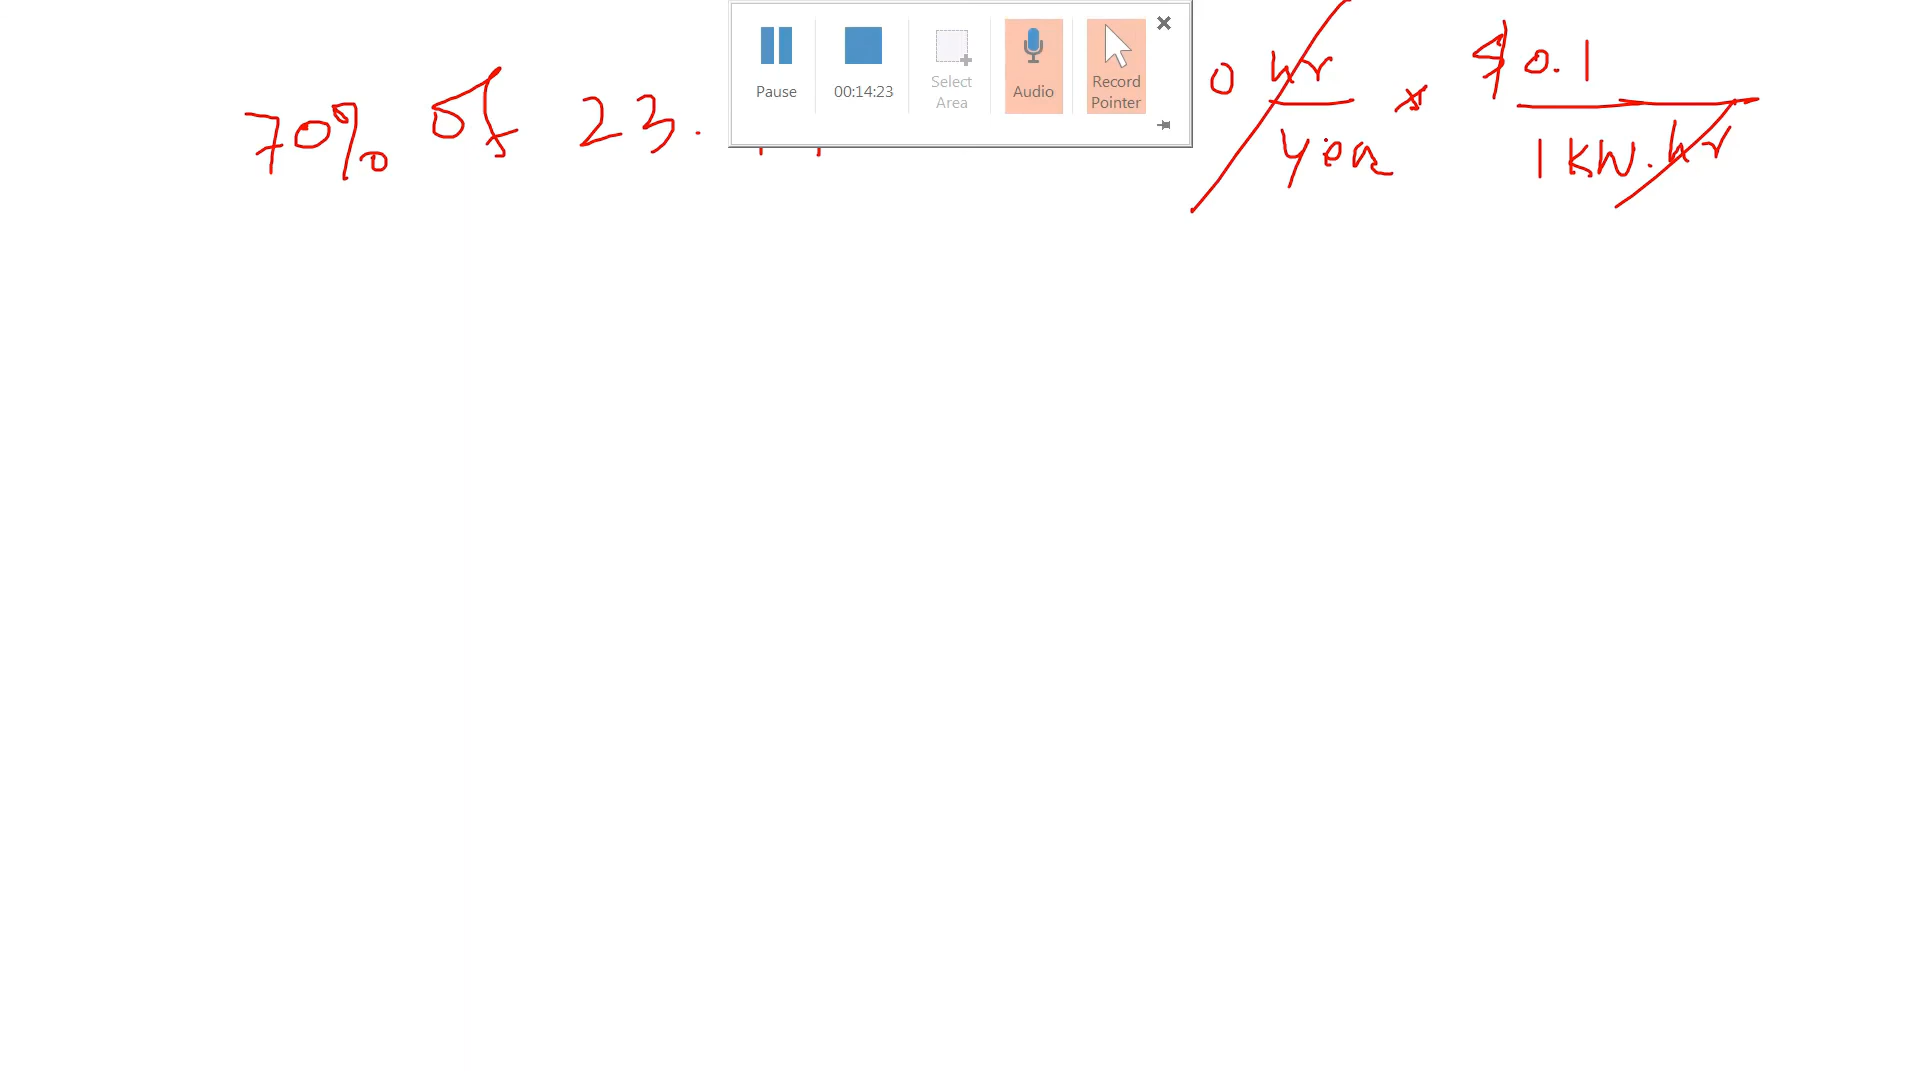 70% of 23. 0 hr/year * $0.1/1 KW.hr
Pause 00:14:23 Select Area Audio Record Pointer